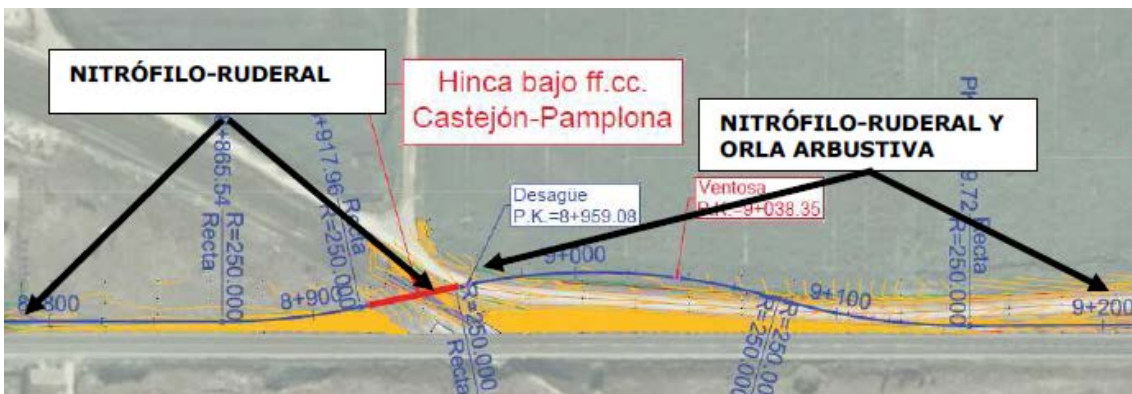 NITRÓFILO-RUDERAL
Hinca bajo ff.cc.
Castejón-Pamplona
NITRÓFILO-RUDERAL Y
ORLA ARBUSTIVA
Desagüe
P.K.=8+959.08
Ventosa
P.K.=9+038.35
8+865.54 R=250.000
Recta
8+917.96 Recta
R=250.000
9.72 Recta
R=250.000
8+900
9+000
9+100
9+200
R=250.000
Recta
R=250.000